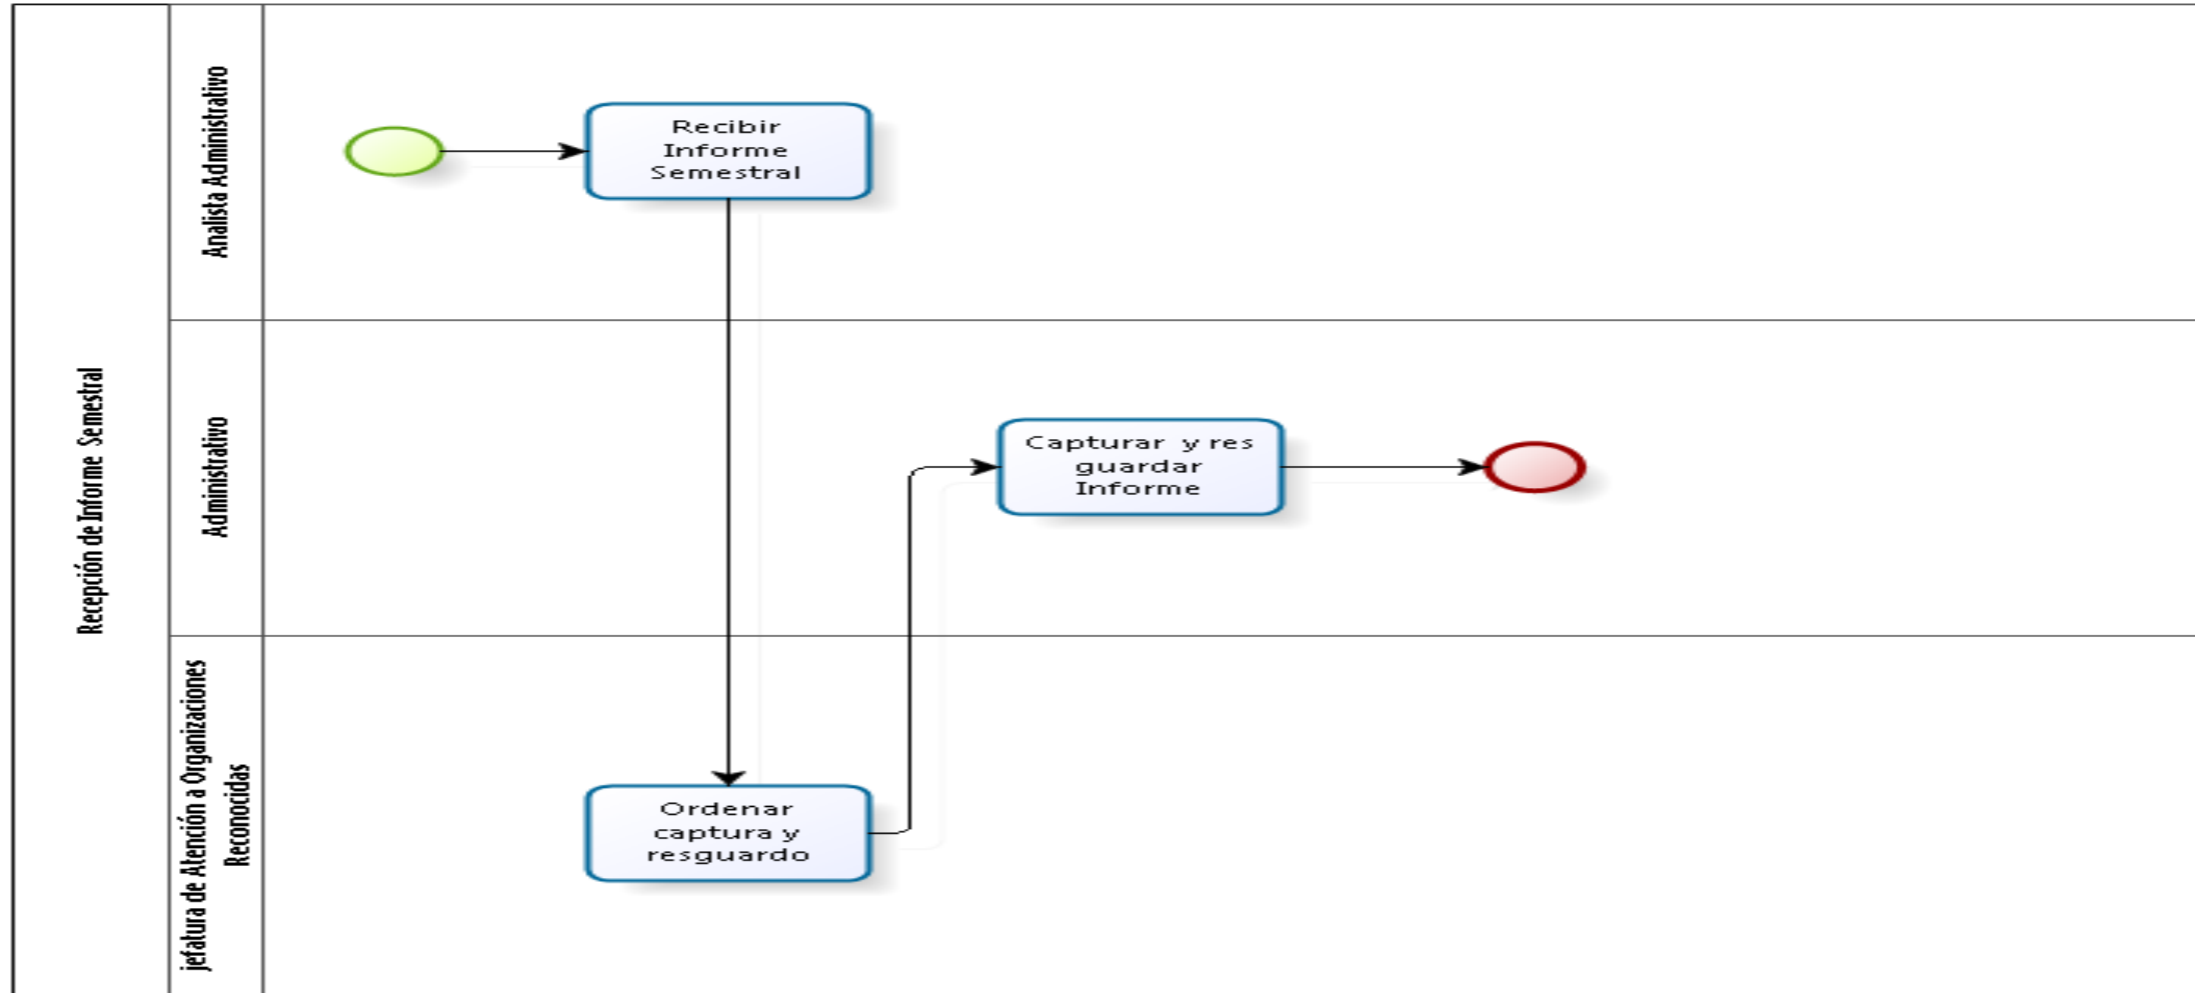 Recepción de Informe Semestral
Analista Administrativo
Recibir
Informe
Semestral
Administrativo
Capturar y res
guardar
Informe
jefatura de Atención a Organizaciones
Reconocidas
Ordenar
captura y
resguardo